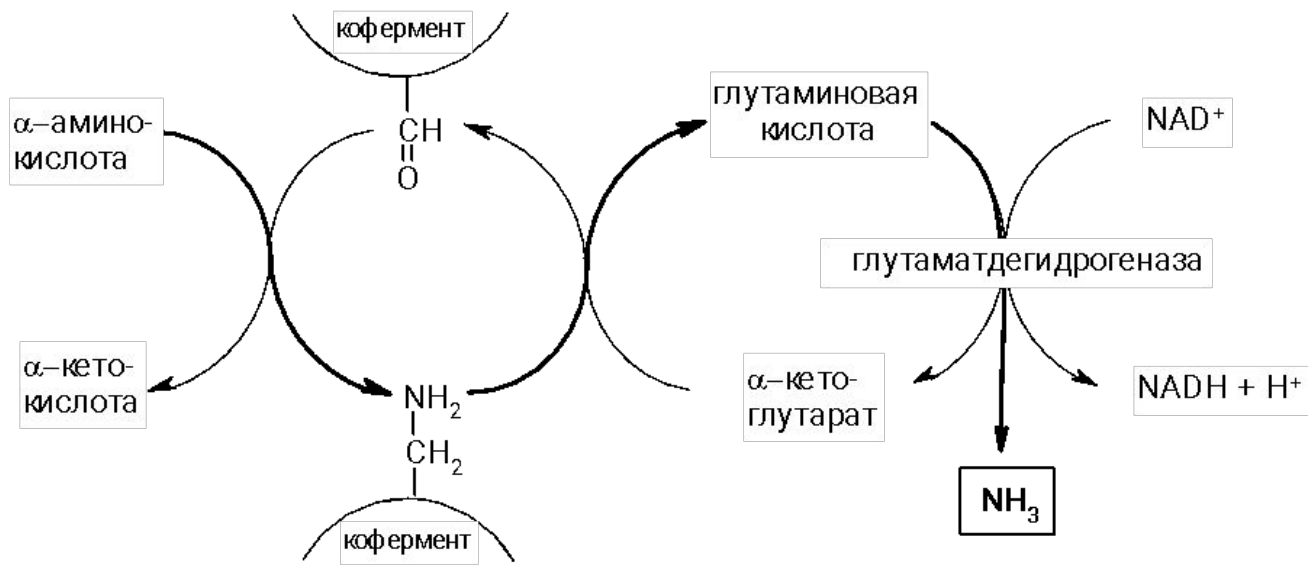 кофермент
α–амино-
кислота
CH
O
глутаминовая
кислота
NAD⁺
глутаматдегидрогеназа
α–кето-
кислота
NH₂
CH₂
кофермент
α–кето-
глутарат
NADH + H⁺
NH₃